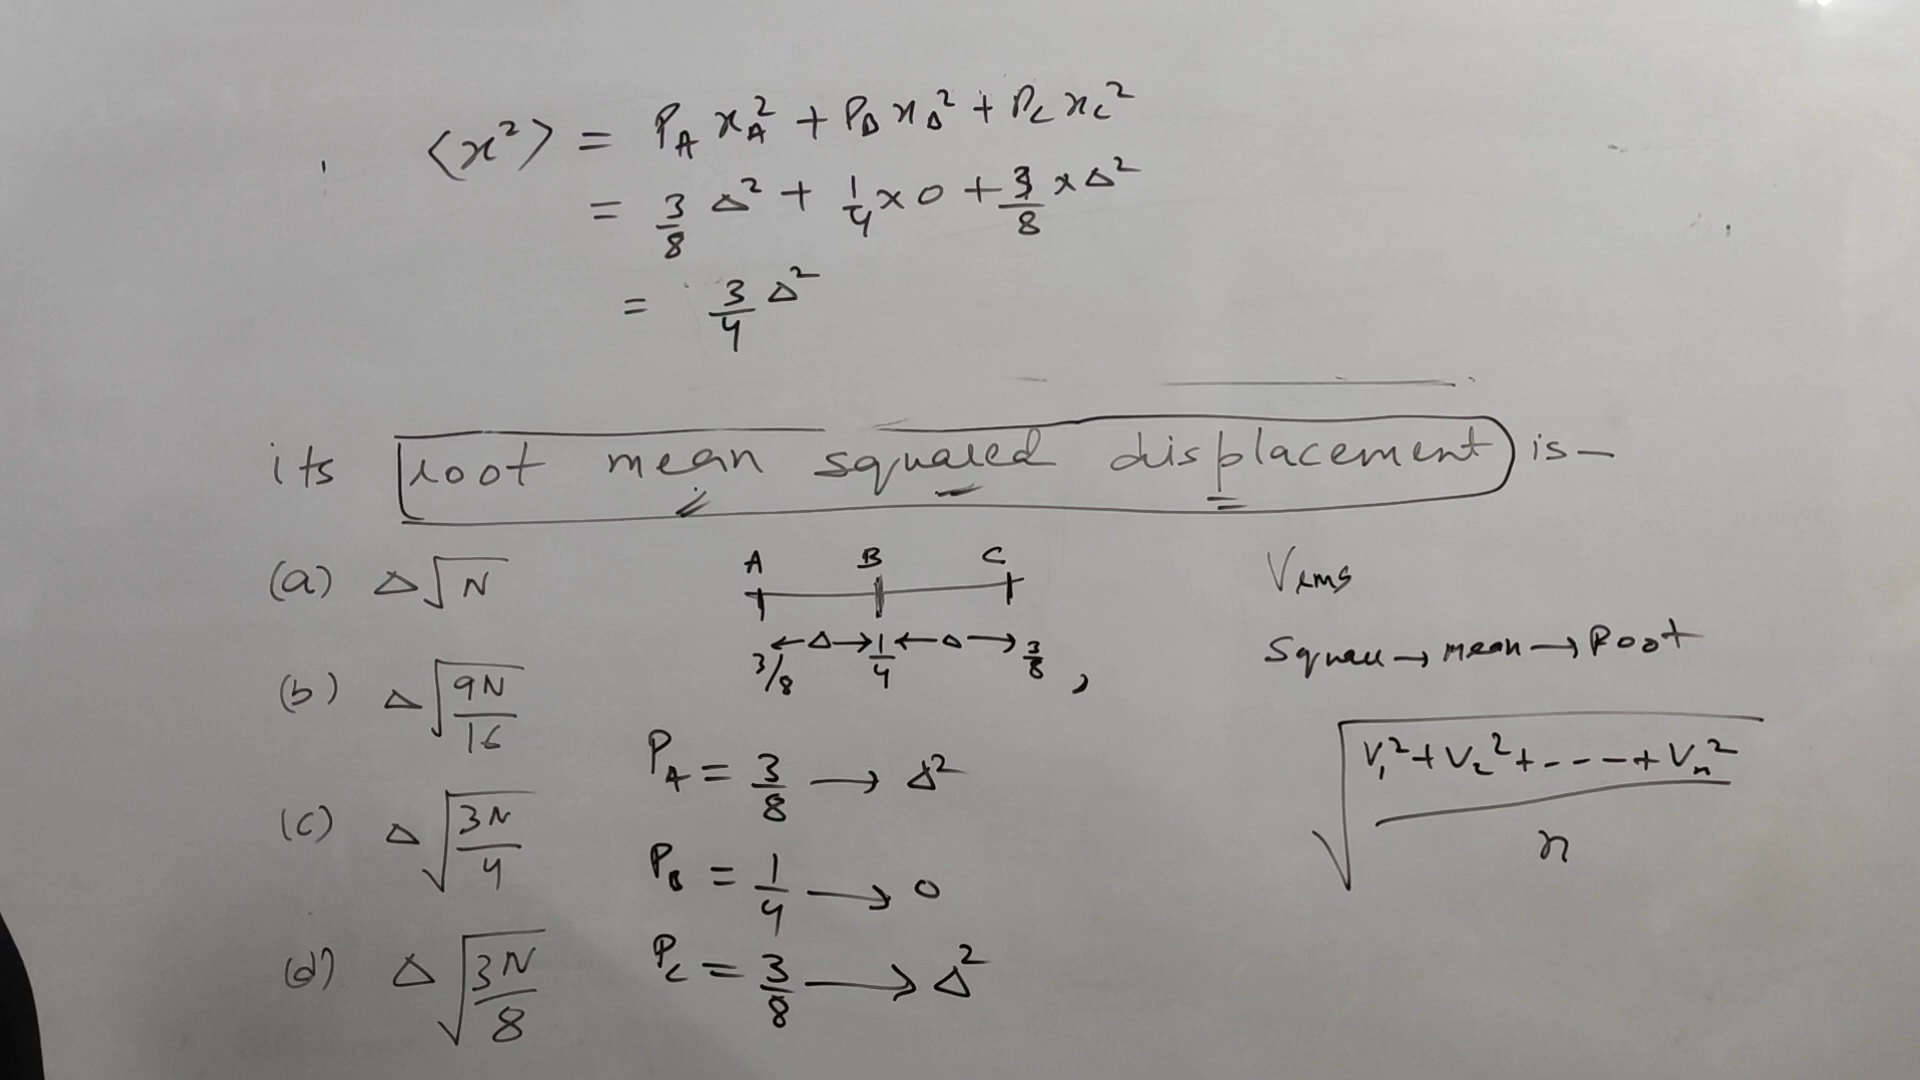 <x²> = P_A x_A² + P_B x_B² + P_C x_C²
= 3/8 Δ² + 1/4 × 0 + 3/8 × Δ²
= 3/4 Δ²
its root mean squared displacement is –
(a) Δ√N
(b) Δ√(9N/16)
(c) Δ√(3N/4)
(d) Δ√(3N/8)
A B C
←Δ→ ←Δ→
3/8 1/4 3/8 ,
P_A = 3/8 → Δ²
P_B = 1/4 → 0
P_C = 3/8 → Δ²
Vrms
Square → mean → Root
√((V₁² + V₂² + ---- + Vₙ²)/n)